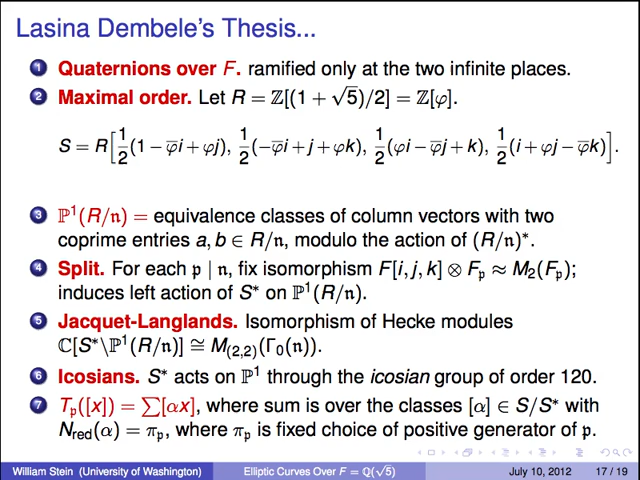 Lasina Dembele's Thesis...
1 Quaternions over F. ramified only at the two infinite places.
2 Maximal order. Let R = ℤ[(1 + √5)/2] = ℤ[φ].
S = R[1/2(1 − φ̅i + φj), 1/2(−φ̅i + j + φk), 1/2(φi − φ̅j + k), 1/2(i + φj − φ̅k)].
3 ℙ¹(R/𝔫) = equivalence classes of column vectors with two
coprime entries a, b ∈ R/𝔫, modulo the action of (R/𝔫)*.
4 Split. For each 𝔭 | 𝔫, fix isomorphism F[i, j, k] ⊗ F_𝔭 ≈ M₂(F_𝔭);
induces left action of S* on ℙ¹(R/𝔫).
5 Jacquet-Langlands. Isomorphism of Hecke modules
ℂ[S*\ℙ¹(R/𝔫)] ≅ M_(2,2)(Γ₀(𝔫)).
6 Icosians. S* acts on ℙ¹ through the icosian group of order 120.
7 T_𝔭([x]) = ∑[αx], where sum is over the classes [α] ∈ S/S* with
N_red(α) = π_𝔭, where π_𝔭 is fixed choice of positive generator of 𝔭.
William Stein (University of Washington) Elliptic Curves Over F = ℚ(√5) July 10, 2012 17 / 19